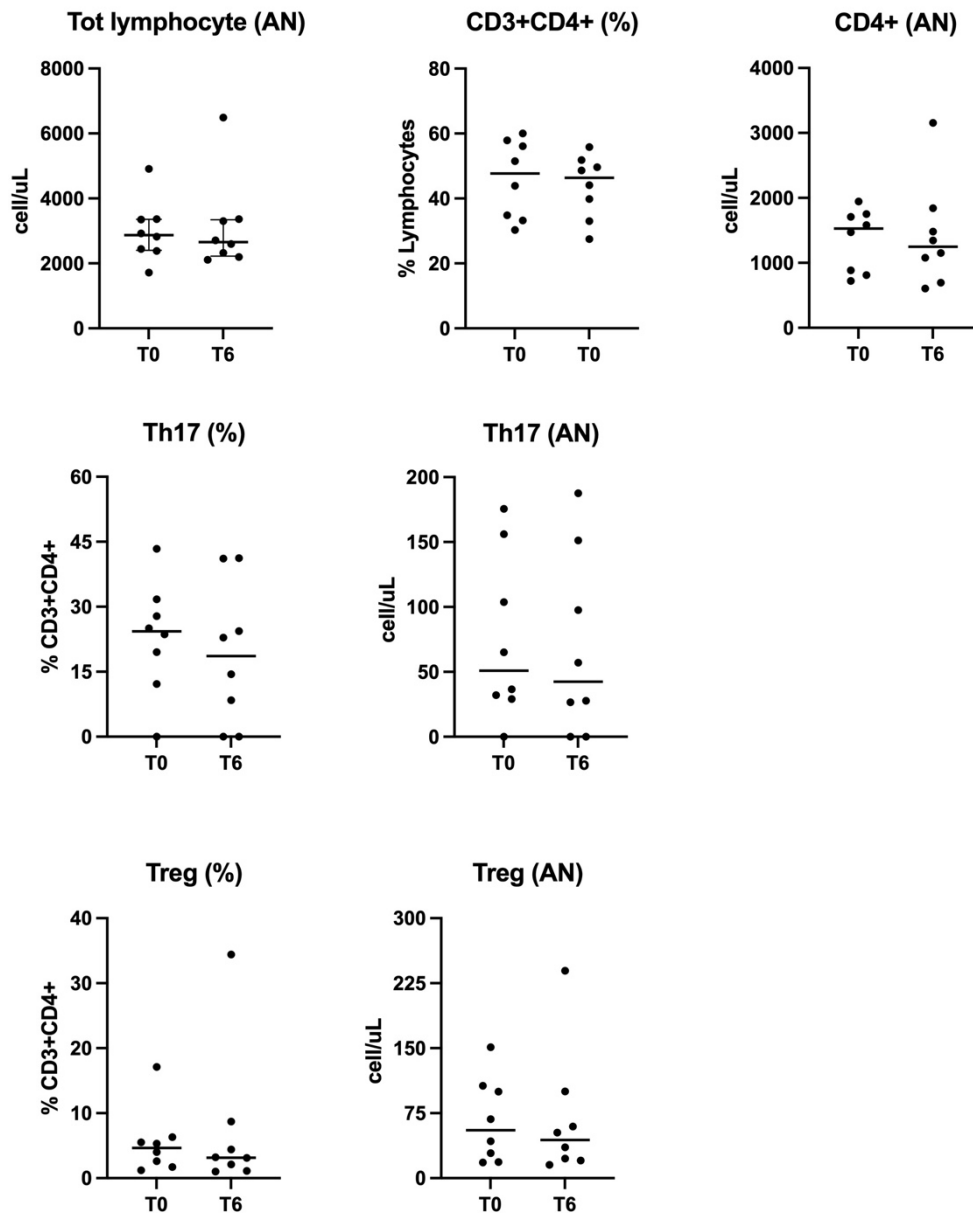 Tot lymphocyte (AN)
8000
6000
4000
2000
0
cell/uL
T0 T6
CD3+CD4+ (%)
80
60
40
20
0
% Lymphocytes
T0 T0
CD4+ (AN)
4000
3000
2000
1000
0
cell/uL
T0 T6
Th17 (%)
60
45
30
15
0
% CD3+CD4+
T0 T6
Th17 (AN)
200
150
100
50
0
cell/uL
T0 T6
Treg (%)
40
30
20
10
0
% CD3+CD4+
T0 T6
Treg (AN)
300
225
150
75
0
cell/uL
T0 T6